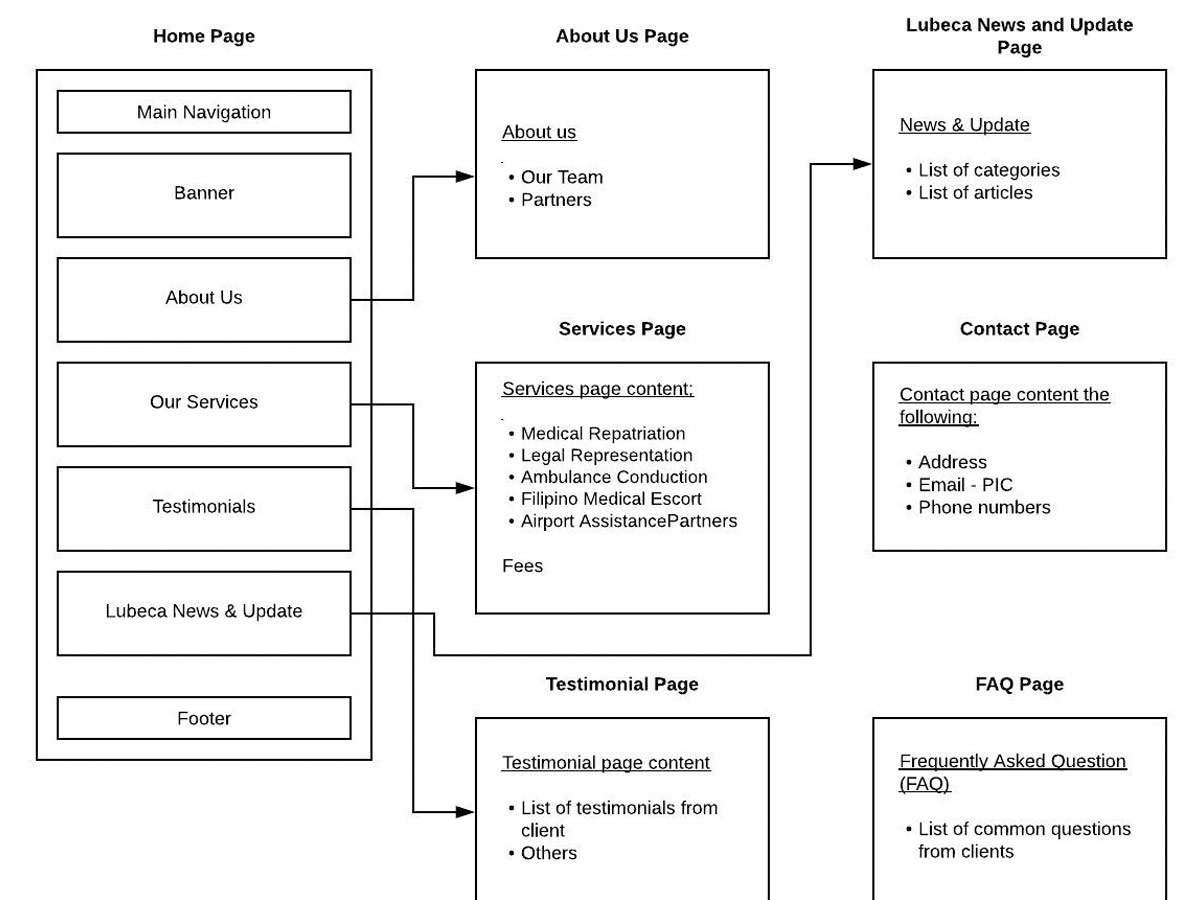 Home Page
Main Navigation
Banner
About Us
Our Services
Testimonials
Lubeca News & Update
Footer
About Us Page
About us
.
• Our Team
• Partners
Services Page
Services page content;
.
• Medical Repatriation
• Legal Representation
• Ambulance Conduction
• Filipino Medical Escort
• Airport AssistancePartners
Fees
Testimonial Page
Testimonial page content
• List of testimonials from
client
• Others
Lubeca News and Update
Page
News & Update
• List of categories
• List of articles
Contact Page
Contact page content the
following:
• Address
• Email - PIC
• Phone numbers
FAQ Page
Frequently Asked Question
(FAQ)
• List of common questions
from clients